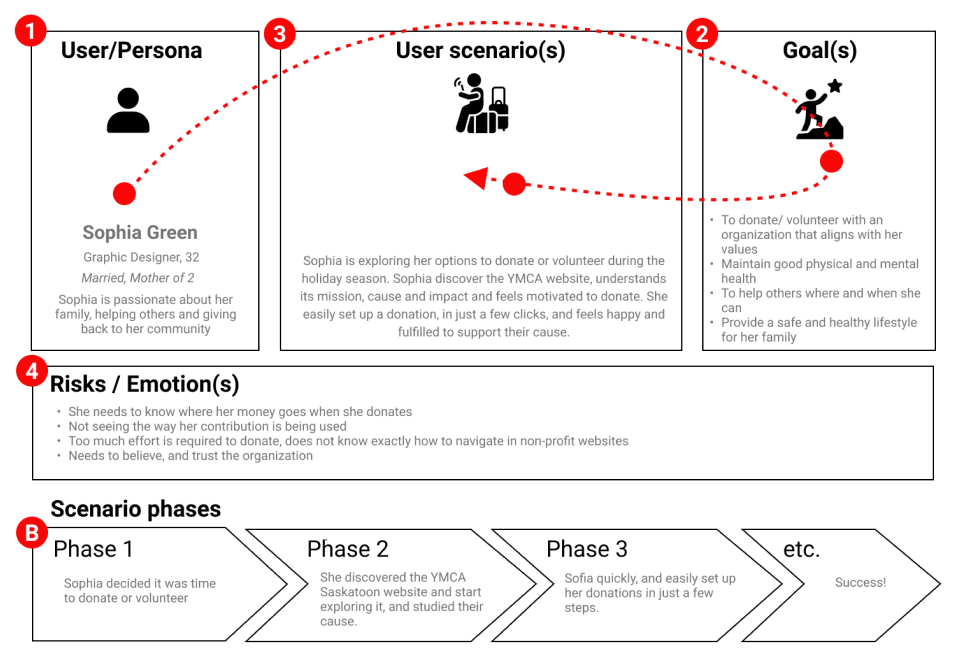 1
User/Persona
Sophia Green
Graphic Designer, 32
Married, Mother of 2
Sophia is passionate about her
family, helping others and giving
back to her community
3
User scenario(s)
Sophia is exploring her options to donate or volunteer during the
holiday season. Sophia discover the YMCA website, understands
its mission, cause and impact and feels motivated to donate. She
easily set up a donation, in just a few clicks, and feels happy and
fulfilled to support their cause.
2
Goal(s)
• To donate/ volunteer with an
organization that aligns with her
values
• Maintain good physical and mental
health
• To help others where and when she
can
• Provide a safe and healthy lifestyle
for her family
4
Risks / Emotion(s)
• She needs to know where her money goes when she donates
• Not seeing the way her contribution is being used
• Too much effort is required to donate, does not know exactly how to navigate in non-profit websites
• Needs to believe, and trust the organization
Scenario phases
B
Phase 1
Sophia decided it was time
to donate or volunteer
Phase 2
She discovered the YMCA
Saskatoon website and start
exploring it, and studied their
cause.
Phase 3
Sofia quickly, and easily set up
her donations in just a few
steps.
etc.
Success!